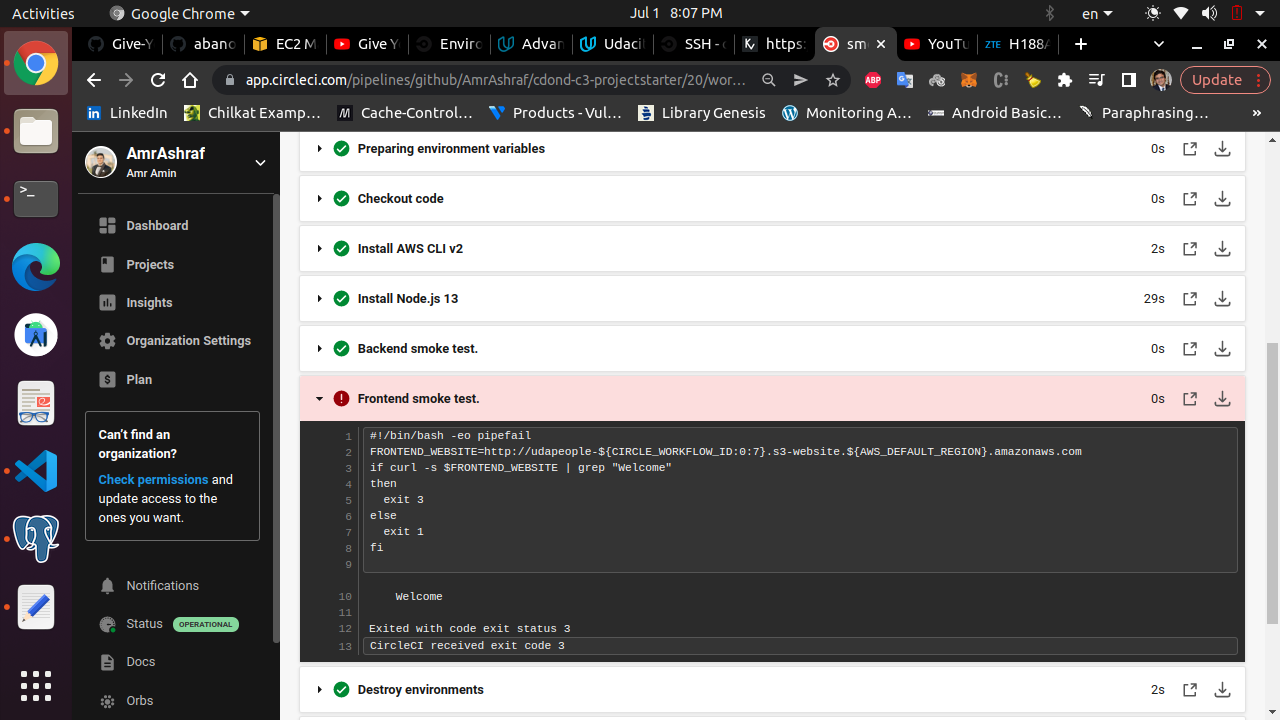 Activities
Google Chrome
Jul 1 8:07 PM
en
Give-Y
abano
EC2 M
Give Y
Enviro
Advan
Udacit
SSH - c
https:
smo
YouTu
ZTE H188A
app.circleci.com/pipelines/github/AmrAshraf/cdond-c3-projectstarter/20/wor…
ABP
Update
LinkedIn
Chilkat Examp…
Cache-Control…
Products - Vul…
Library Genesis
Monitoring A…
Android Basic…
Paraphrasing…
»
AmrAshraf
Amr Amin
Dashboard
Projects
Insights
Organization Settings
Plan
Can't find an
organization?
Check permissions and
update access to the
ones you want.
Notifications
Status OPERATIONAL
Docs
Orbs
Preparing environment variables 0s
Checkout code 0s
Install AWS CLI v2 2s
Install Node.js 13 29s
Backend smoke test. 0s
Frontend smoke test. 0s
1 #!/bin/bash -eo pipefail
2 FRONTEND_WEBSITE=http://udapeople-${CIRCLE_WORKFLOW_ID:0:7}.s3-website.${AWS_DEFAULT_REGION}.amazonaws.com
3 if curl -s $FRONTEND_WEBSITE | grep "Welcome"
4 then
5 exit 3
6 else
7 exit 1
8 fi
9
10 Welcome
11
12 Exited with code exit status 3
13 CircleCI received exit code 3
Destroy environments 2s